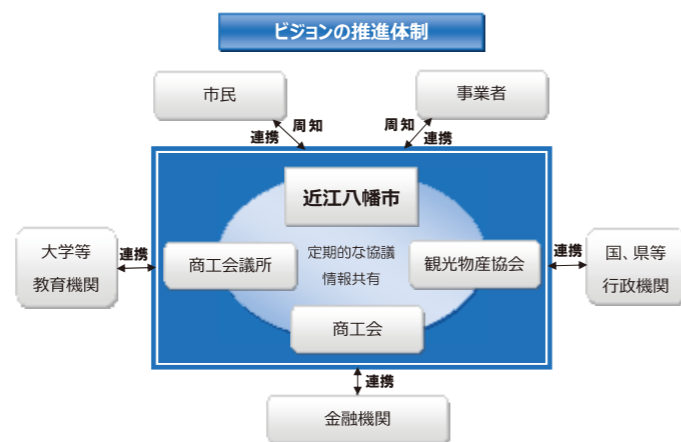 ビジョンの推進体制
市民
事業者
周知
連携
周知
連携
近江八幡市
大学等
教育機関
連携
商工会議所
定期的な協議
情報共有
観光物産協会
連携
国、県等
行政機関
商工会
連携
金融機関